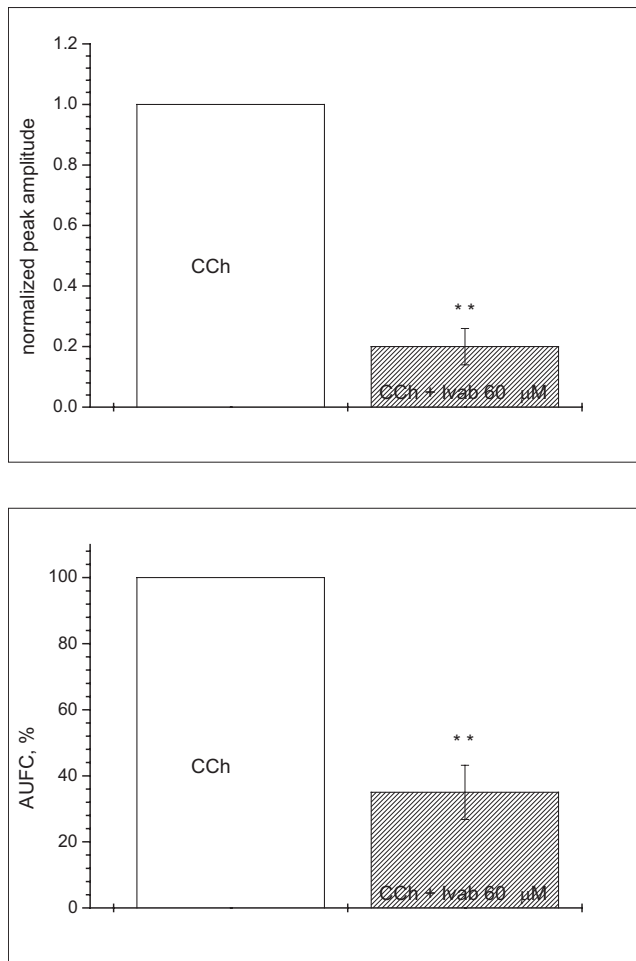 1.2
1.0
0.8
0.6
0.4
0.2
0.0
normalized peak amplitude
CCh
* *
CCh + Ivab 60 μM
100
80
60
40
20
0
AUFC, %
CCh
* *
CCh + Ivab 60 μM